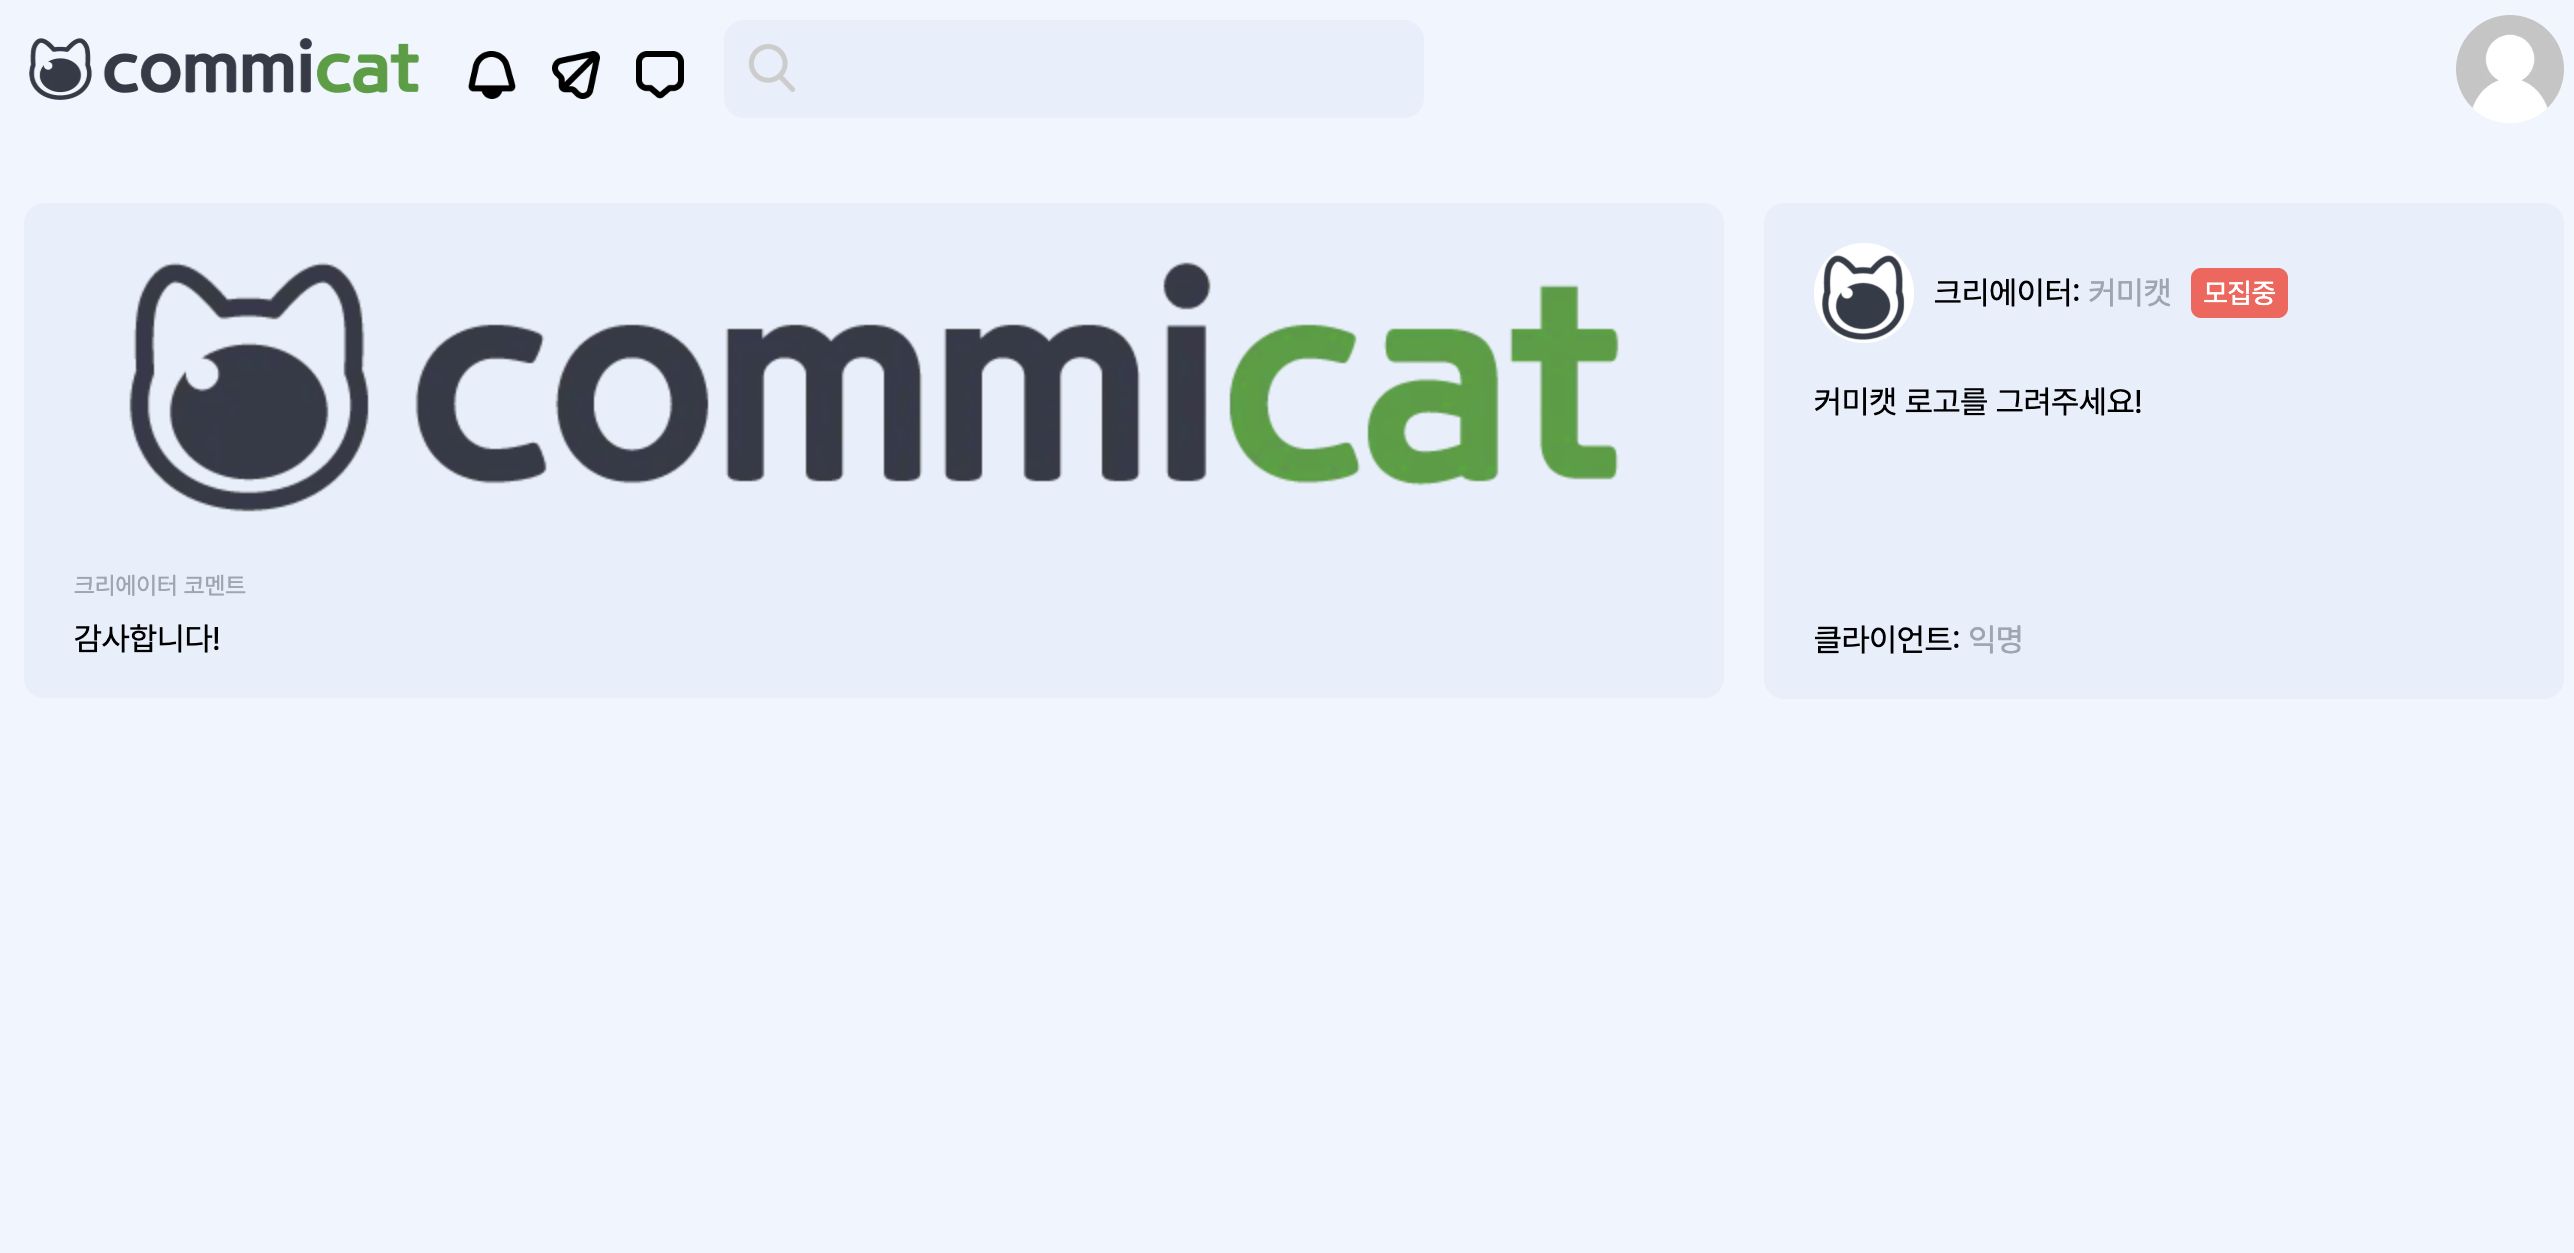 commicat
commicat
크리에이터 코멘트
감사합니다!
크리에이터: 커미캣 모집중
커미캣 로고를 그려주세요!
클라이언트: 익명